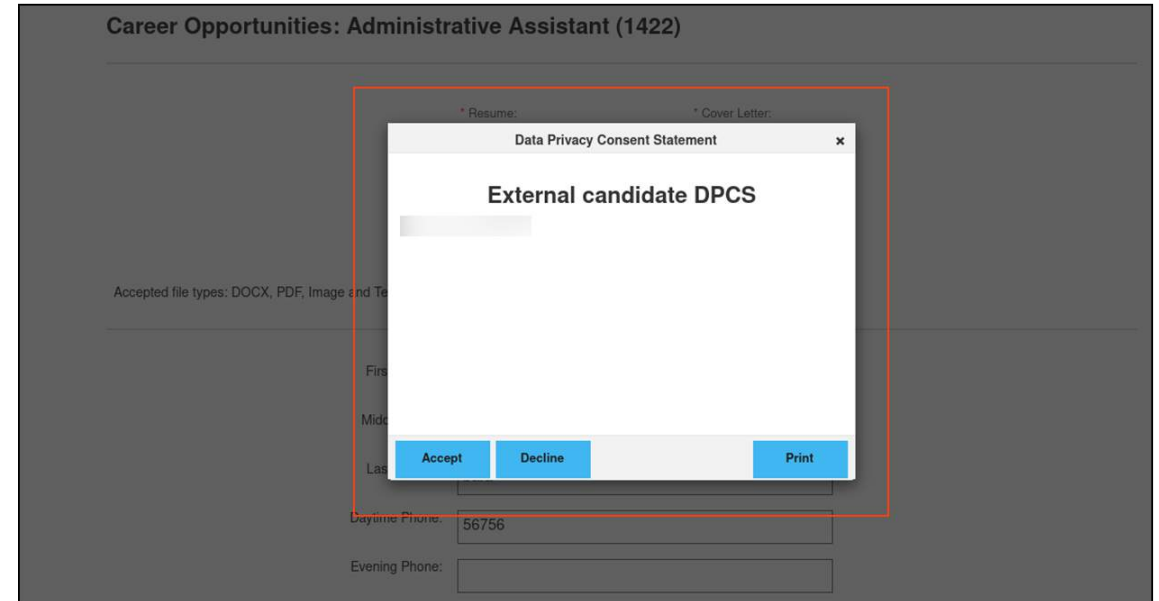 Career Opportunities: Administrative Assistant (1422)
* Resume: * Cover Letter:
Data Privacy Consent Statement ×
External candidate DPCS
Accepted file types: DOCX, PDF, Image and Te
Firs
Midd
Las
Accept Decline Print
Daytime Phone: 56756
Evening Phone: